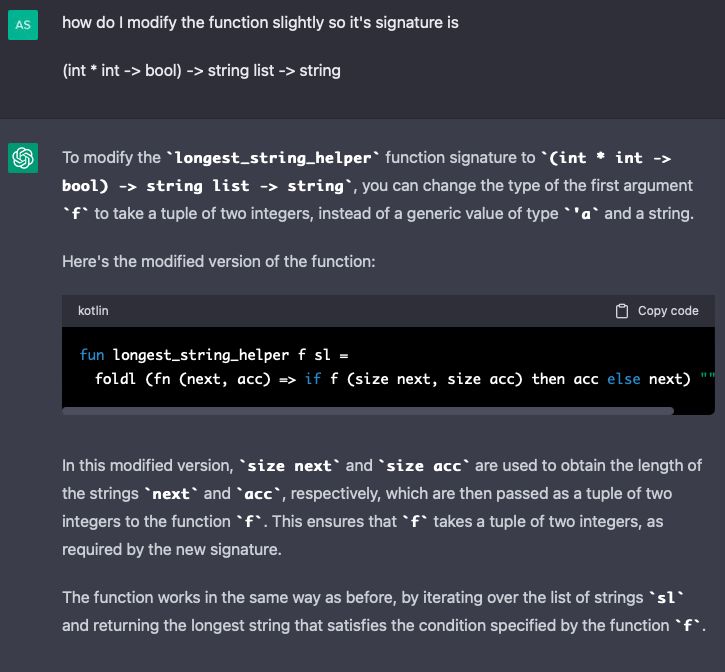 AS
how do I modify the function slightly so it's signature is
(int * int -> bool) -> string list -> string
To modify the `longest_string_helper` function signature to `(int * int ->
bool) -> string list -> string`, you can change the type of the first argument
`f` to take a tuple of two integers, instead of a generic value of type `'a` and a string.
Here's the modified version of the function:
kotlin
Copy code
fun longest_string_helper f sl =
foldl (fn (next, acc) => if f (size next, size acc) then acc else next) ""
In this modified version, `size next` and `size acc` are used to obtain the length of
the strings `next` and `acc`, respectively, which are then passed as a tuple of two
integers to the function `f`. This ensures that `f` takes a tuple of two integers, as
required by the new signature.
The function works in the same way as before, by iterating over the list of strings `sl`
and returning the longest string that satisfies the condition specified by the function `f`.